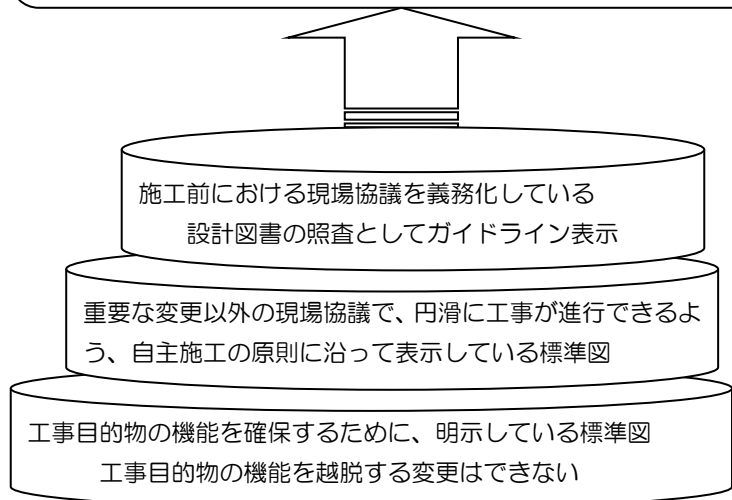 施工前における現場協議を義務化している
設計図書の照査としてガイドライン表示
重要な変更以外の現場協議で、円滑に工事が進行できるよ
う、自主施工の原則に沿って表示している標準図
工事目的物の機能を確保するために、明示している標準図
工事目的物の機能を越脱する変更はできない